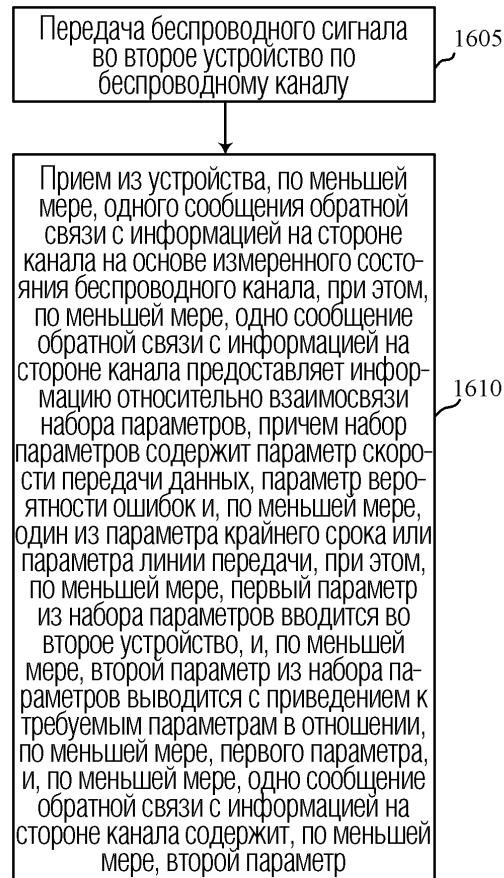 Передача беспроводного сигнала
во второе устройство по
беспроводному каналу
1605
Прием из устройства, по меньшей
мере, одного сообщения обратной
связи с информацией на стороне
канала на основе измеренного состо-
яния беспроводного канала, при этом,
по меньшей мере, одно сообщение
обратной связи с информацией на
стороне канала предоставляет инфор-
мацию относительно взаимосвязи
набора параметров, причем набор
параметров содержит параметр скоро-
сти передачи данных, параметр веро-
ятности ошибок и, по меньшей мере,
один из параметра крайнего срока или
параметра линии передачи, при этом,
по меньшей мере, первый параметр
из набора параметров вводится во
второе устройство, и, по меньшей
мере, второй параметр из набора па-
раметров выводится с приведением к
требуемым параметрам в отношении,
по меньшей мере, первого параметра,
и, по меньшей мере, одно сообщение
обратной связи с информацией на
стороне канала содержит, по меньшей
мере, второй параметр
1610